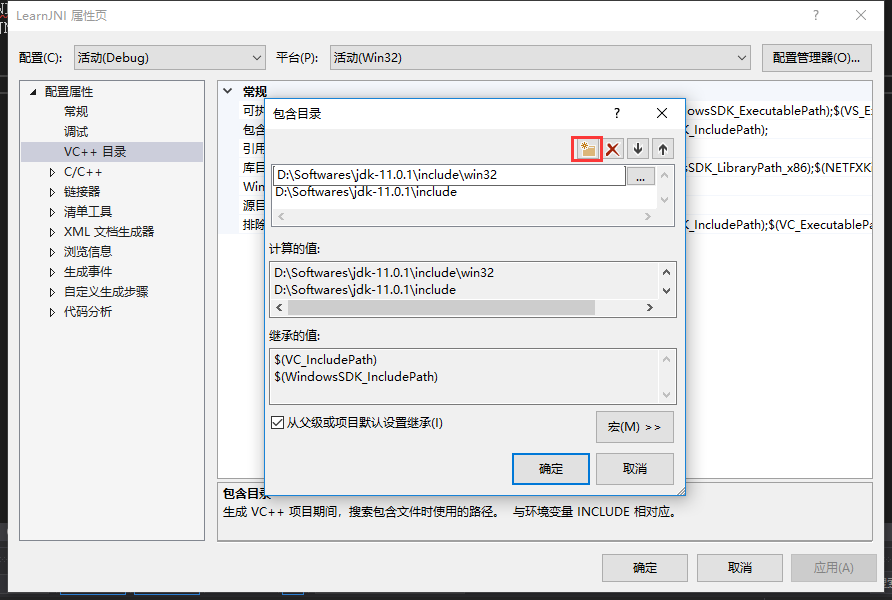 LearnJNI 属性页
配置(C): 活动(Debug) 平台(P): 活动(Win32) 配置管理器(O)...
配置属性
常规
调试
VC++ 目录
C/C++
链接器
清单工具
XML 文档生成器
浏览信息
生成事件
自定义生成步骤
代码分析
常规
可执
包含
引用
库目
Win
源目
排除
owsSDK_ExecutablePath);$(VS_E
K_IncludePath);
sSDK_LibraryPath_x86);$(NETFXK
K_IncludePath);$(VC_ExecutablePa
包含目录
D:\Softwares\jdk-11.0.1\include\win32
...
D:\Softwares\jdk-11.0.1\include
计算的值:
D:\Softwares\jdk-11.0.1\include\win32
D:\Softwares\jdk-11.0.1\include
继承的值:
$(VC_IncludePath)
$(WindowsSDK_IncludePath)
从父级或项目默认设置继承(I)
宏(M) >>
确定 取消
包含目录
生成 VC++ 项目期间，搜索包含文件时使用的路径。 与环境变量 INCLUDE 相对应。
确定 取消 应用(A)